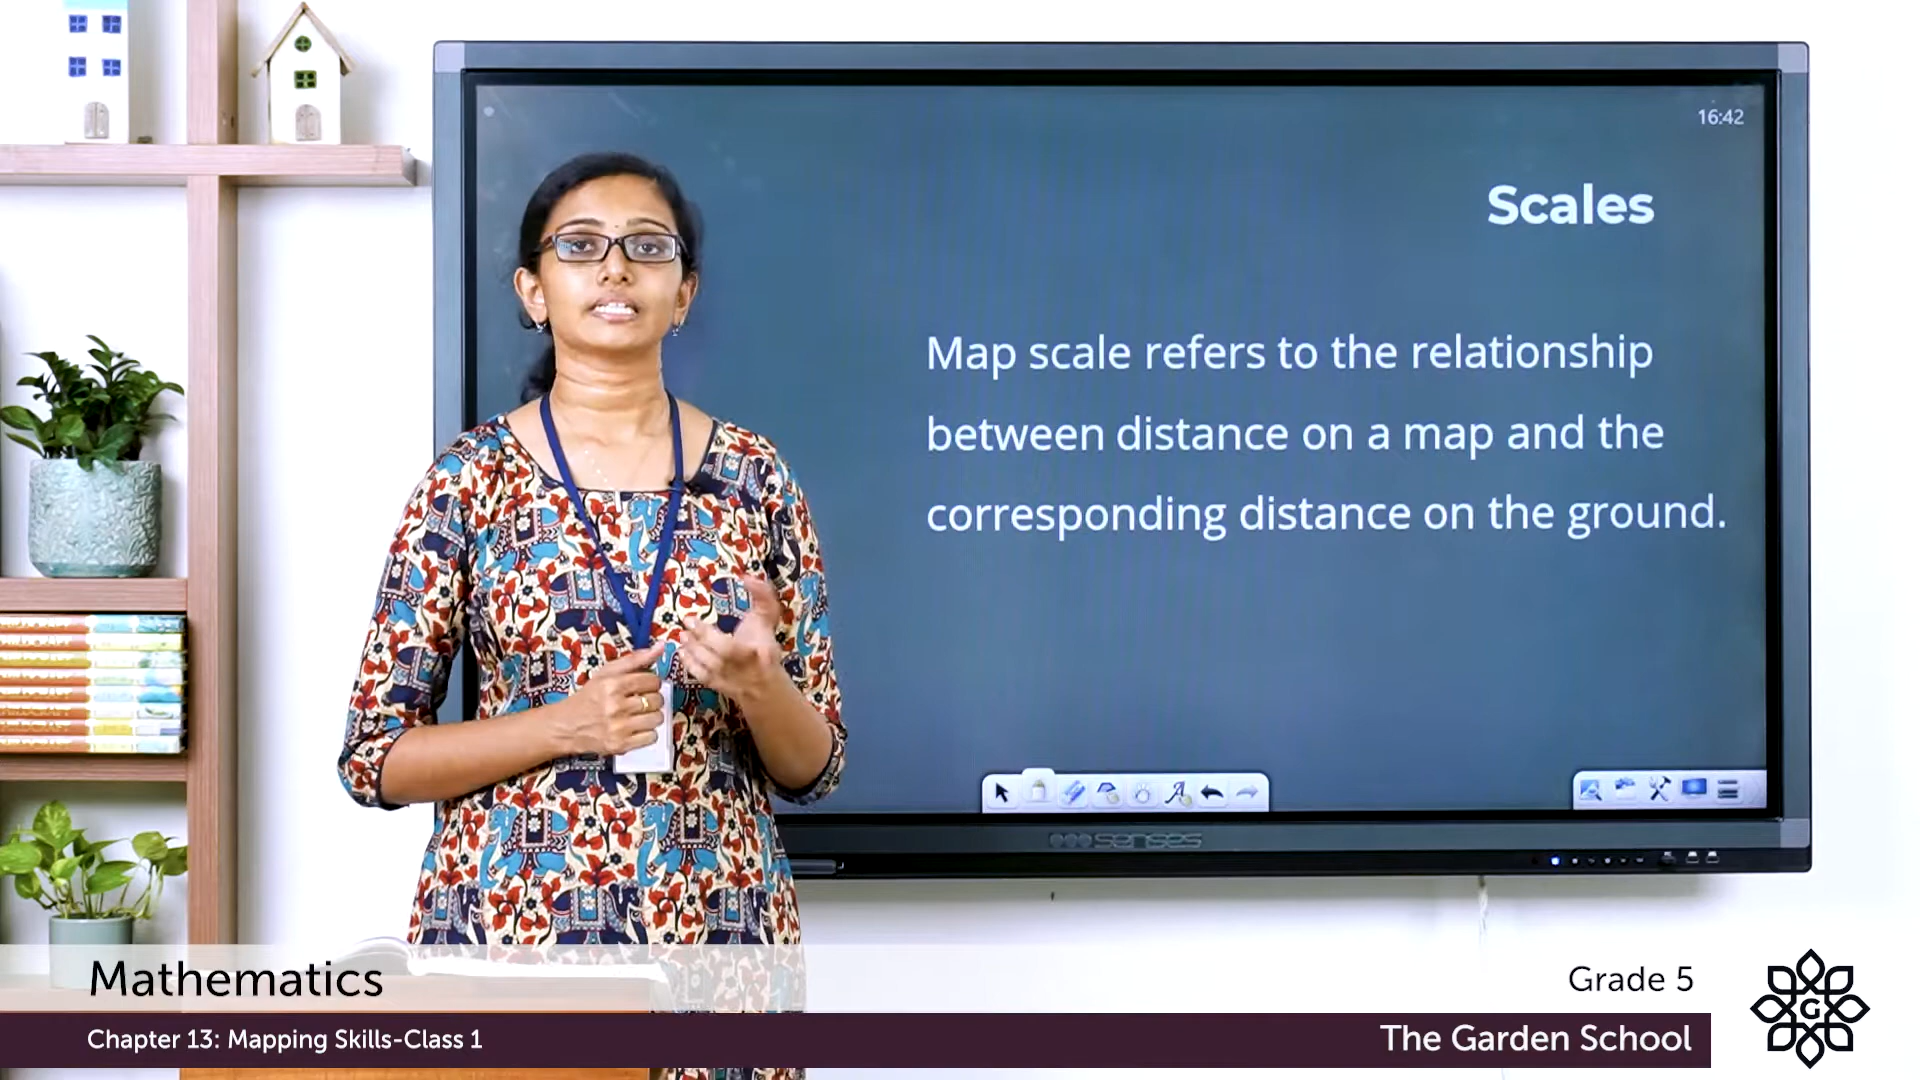 16:42
Scales
Map scale refers to the relationship
between distance on a map and the
corresponding distance on the ground.
senses
Mathematics
Grade 5
Chapter 13: Mapping Skills-Class 1
The Garden School
G